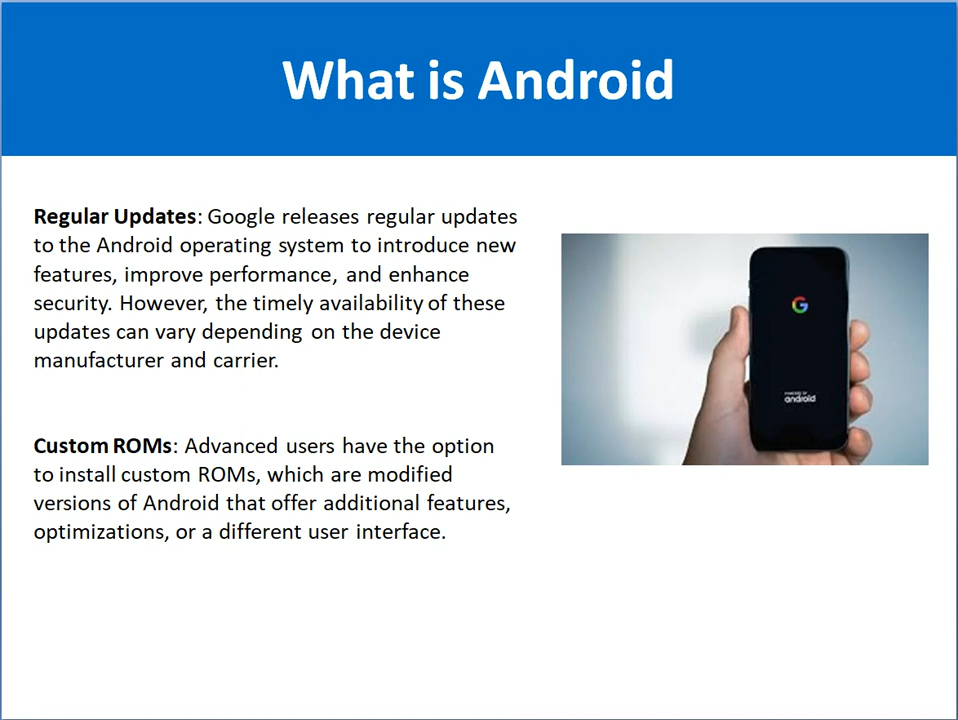 What is Android
Regular Updates: Google releases regular updates
to the Android operating system to introduce new
features, improve performance, and enhance
security. However, the timely availability of these
updates can vary depending on the device
manufacturer and carrier.
Custom ROMs: Advanced users have the option
to install custom ROMs, which are modified
versions of Android that offer additional features,
optimizations, or a different user interface.
G
POWERED BY
android